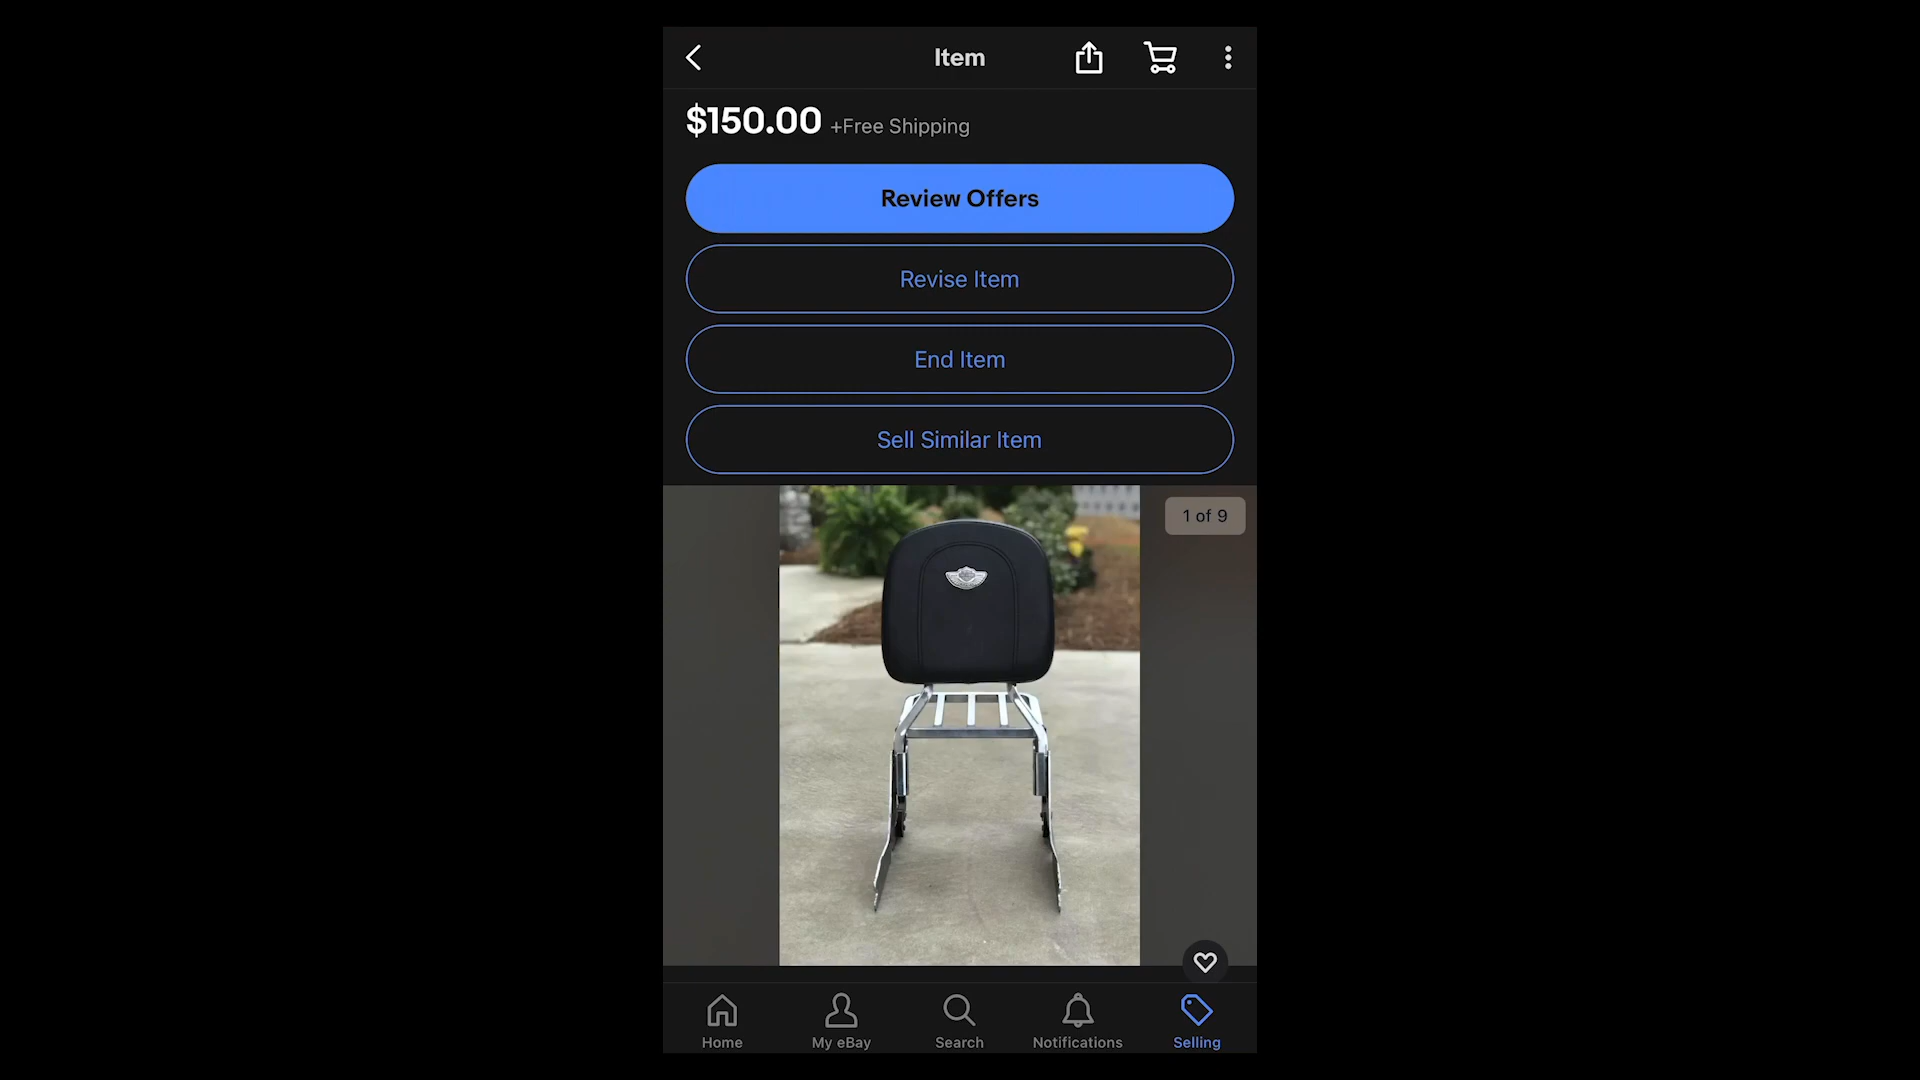 Item
$150.00 +Free Shipping
Review Offers
Revise Item
End Item
Sell Similar Item
1 of 9
Home
My eBay
Search
Notifications
Selling